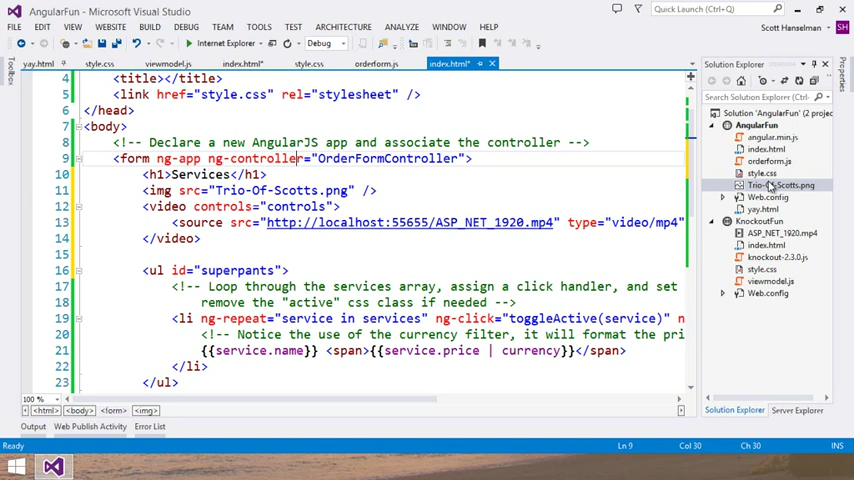 AngularFun - Microsoft Visual Studio
Quick Launch (Ctrl+Q)
FILE EDIT VIEW WEBSITE BUILD DEBUG TEAM TOOLS TEST ARCHITECTURE ANALYZE WINDOW HELP
Scott Hanselman SH
Internet Explorer Debug
yay.html style.css viewmodel.js index.html* style.css orderform.js index.html*
Toolbox
4 <title></title>
5 <link href="style.css" rel="stylesheet" />
6 </head>
7 <body>
8 <!-- Declare a new AngularJS app and associate the controller -->
9 <form ng-app ng-controller="OrderFormController">
10 <h1>Services</h1>
11 <img src="Trio-Of-Scotts.png" />
12 <video controls="controls">
13 <source src="http://localhost:55655/ASP_NET_1920.mp4" type="video/mp4"
14 </video>
15
16 <ul id="superpants">
17 <!-- Loop through the services array, assign a click handler, and set
18 remove the "active" css class if needed -->
19 <li ng-repeat="service in services" ng-click="toggleActive(service)" n
20 <!-- Notice the use of the currency filter, it will format the pri
21 {{service.name}} <span>{{service.price | currency}}</span>
22 </li>
23 </ul>
100 %
<html> <body> <form> <img>
Solution Explorer
Search Solution Explorer (Ctrl+;)
Solution 'AngularFun' (2 projec
AngularFun
angular.min.js
index.html
orderform.js
style.css
Trio-Of-Scotts.png
Web.config
yay.html
KnockoutFun
ASP_NET_1920.mp4
index.html
knockout-2.3.0.js
style.css
viewmodel.js
Web.config
Solution Explorer Server Explorer
Properties
Output Web Publish Activity Error List
Ready Ln 9 Col 30 Ch 30 INS